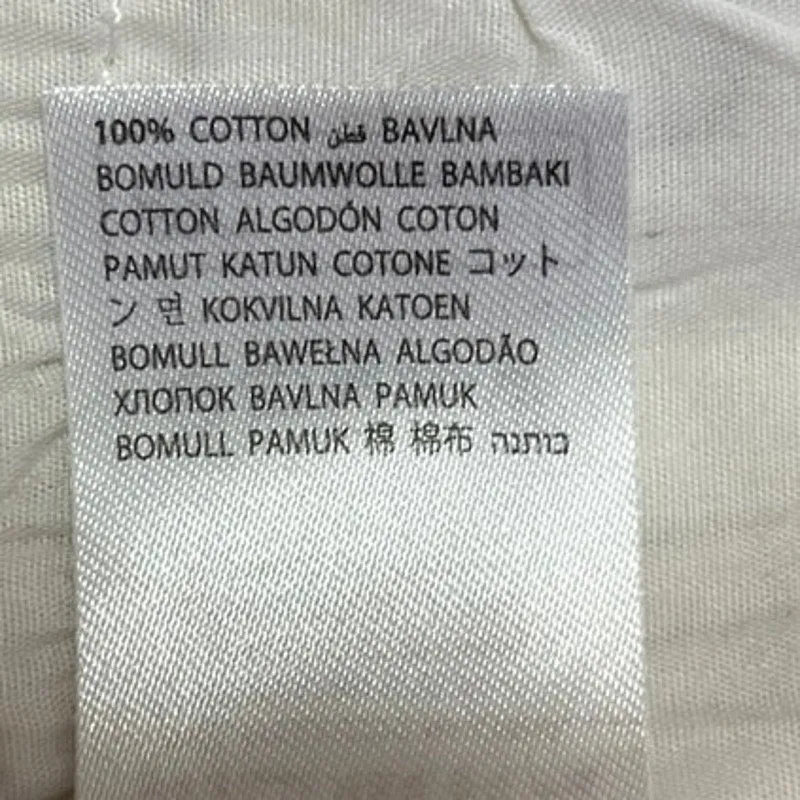 100% COTTON قطن BAVLNA
BOMULD BAUMWOLLE BAMBAKI
COTTON ALGODÓN COTON
PAMUT KATUN COTONE コット
ン 면 KOKVILNA KATOEN
BOMULL BAWEŁNA ALGODÃO
ХЛОПОК BAVLNA PAMUK
BOMULL PAMUK 棉 棉布 כותנה